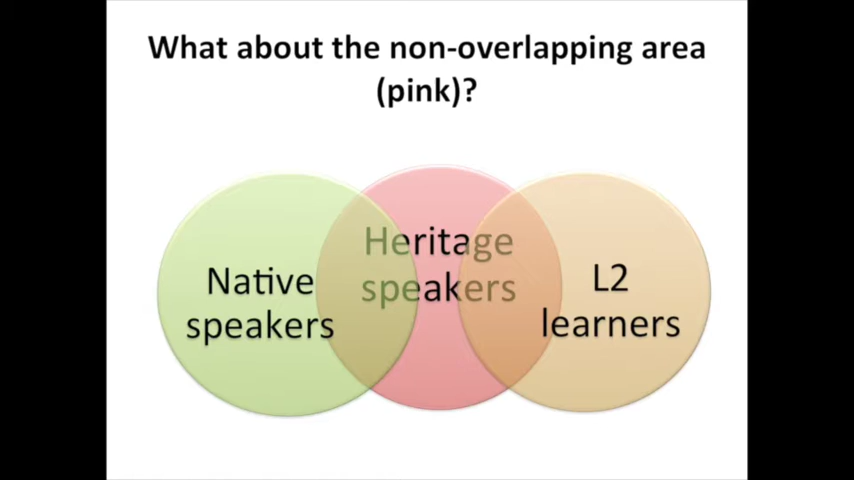 What about the non-overlapping area
(pink)?
Heritage
speakers
Native
speakers
L2
learners